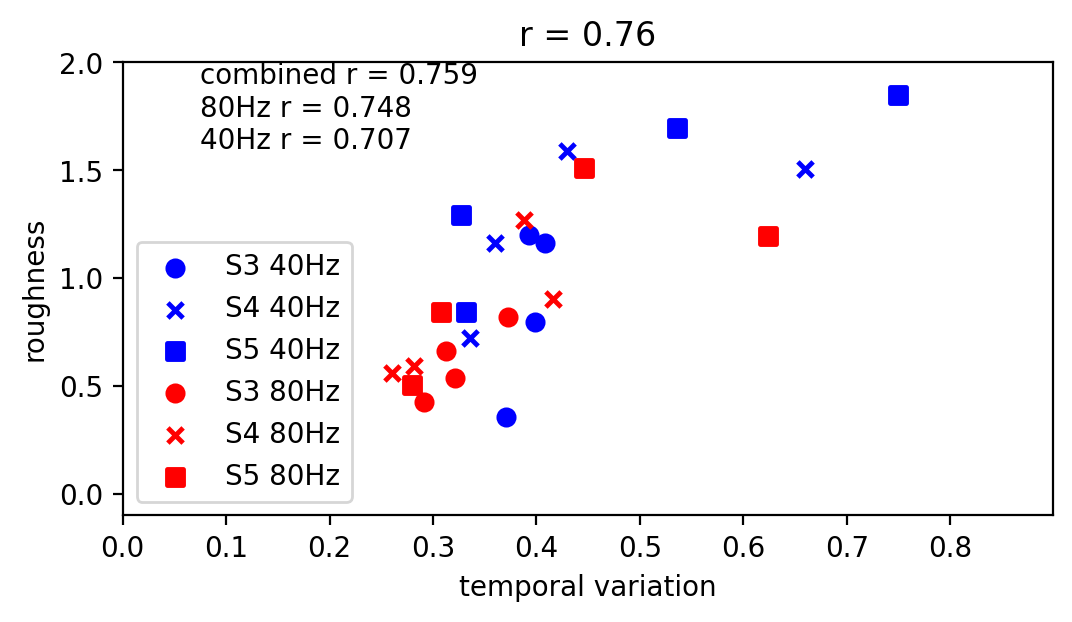 r = 0.76
combined r = 0.759
80Hz r = 0.748
40Hz r = 0.707
2.0
1.5
1.0
0.5
0.0
roughness
S3 40Hz
S4 40Hz
S5 40Hz
S3 80Hz
S4 80Hz
S5 80Hz
0.0 0.1 0.2 0.3 0.4 0.5 0.6 0.7 0.8
temporal variation